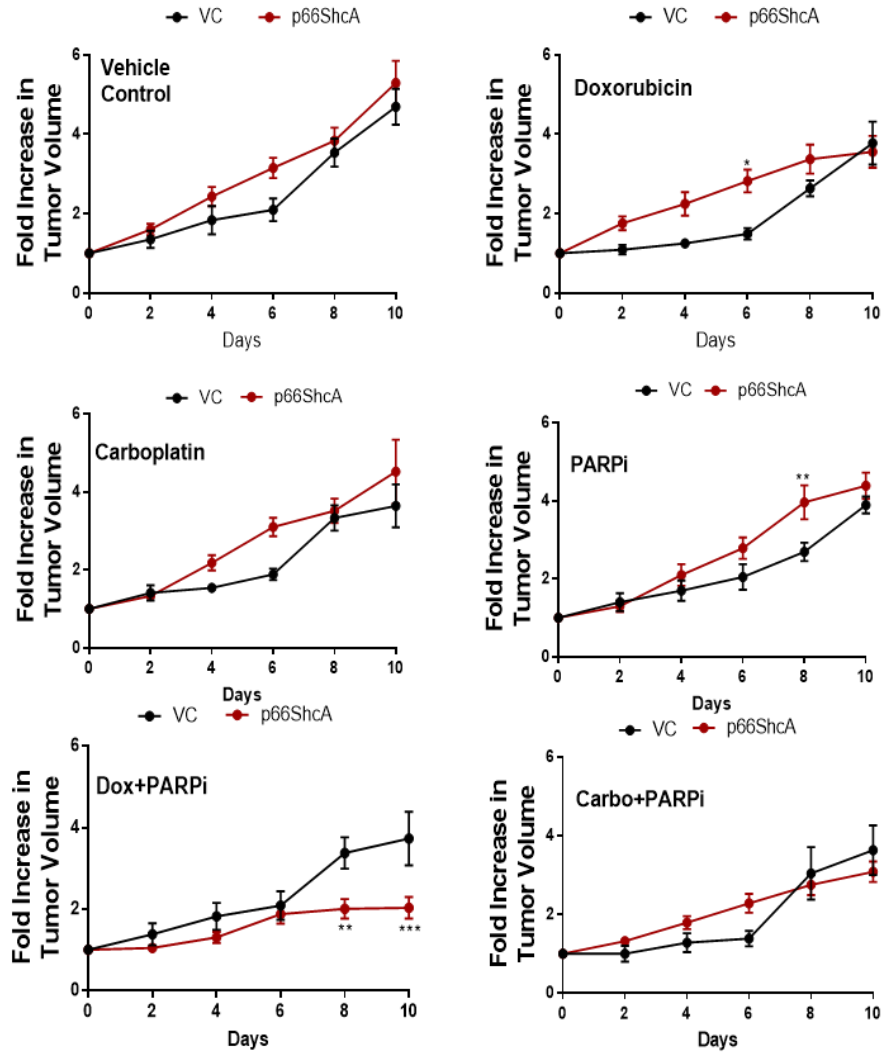 VC p66ShcA
Vehicle
Control
Fold Increase in
Tumor Volume
6
4
2
0
0 2 4 6 8 10
Days
VC p66ShcA
Doxorubicin
Fold Increase in
Tumor Volume
6
4
2
0
*
0 2 4 6 8 10
Days
VC p66ShcA
Carboplatin
Fold Increase in
Tumor Volume
6
4
2
0
0 2 4 6 8 10
Days
VC p66ShcA
PARPi
Fold Increase in
Tumor Volume
6
4
2
0
**
0 2 4 6 8 10
Days
VC p66ShcA
Dox+PARPi
Fold Increase in
Tumor Volume
6
4
2
0
** ***
0 2 4 6 8 10
Days
VC p66ShcA
Carbo+PARPi
Fold Increase in
Tumor Volume
6
4
2
0
0 2 4 6 8 10
Days